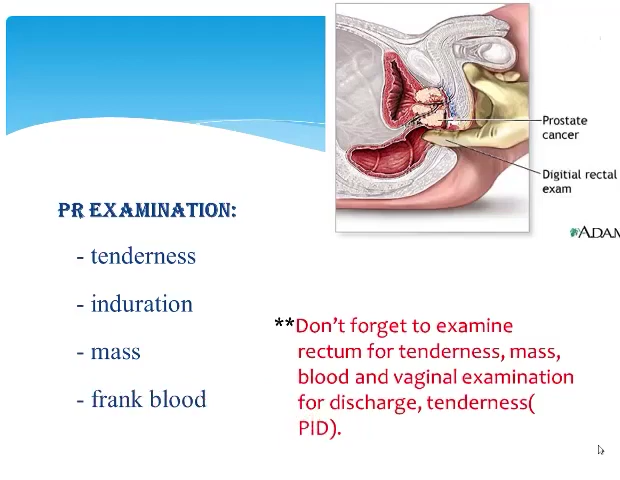 Prostate
cancer
Digitial rectal
exam
ADAM
PR EXAMINATION:
- tenderness
- induration
- mass
- frank blood
**Don't forget to examine
rectum for tenderness, mass,
blood and vaginal examination
for discharge, tenderness(
PID).